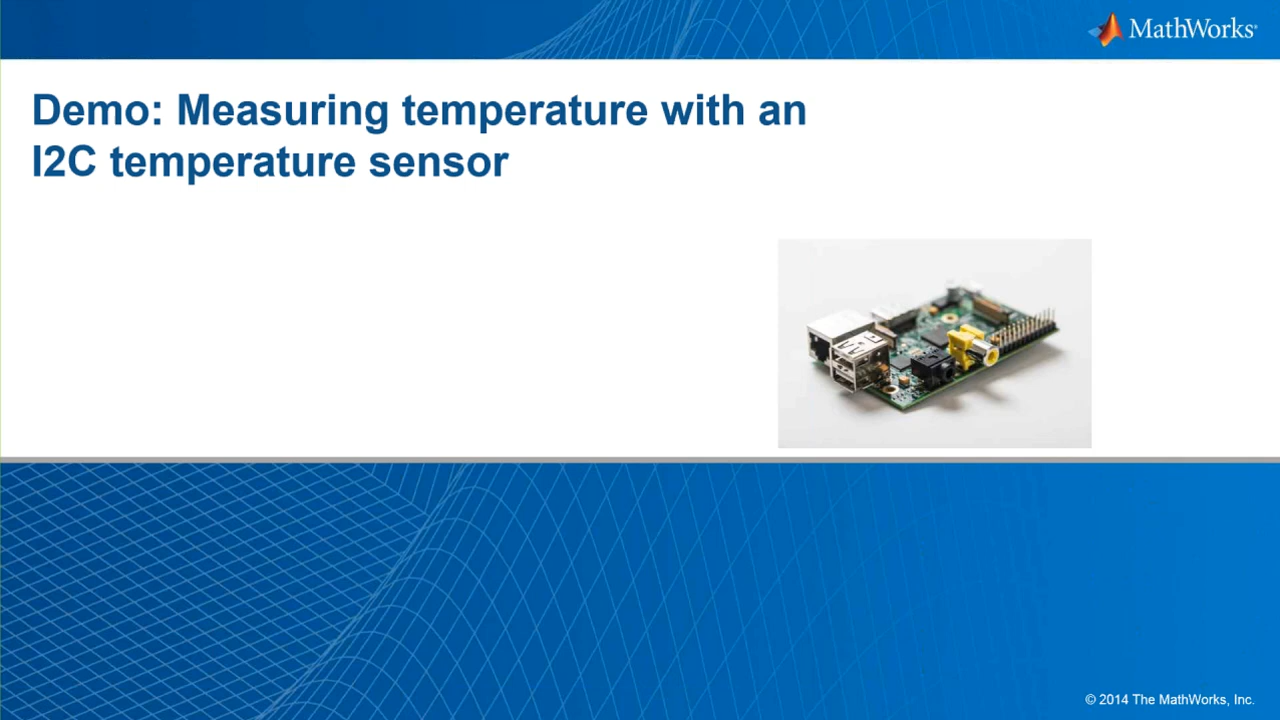 MathWorks®
Demo: Measuring temperature with an
I2C temperature sensor
© 2014 The MathWorks, Inc.